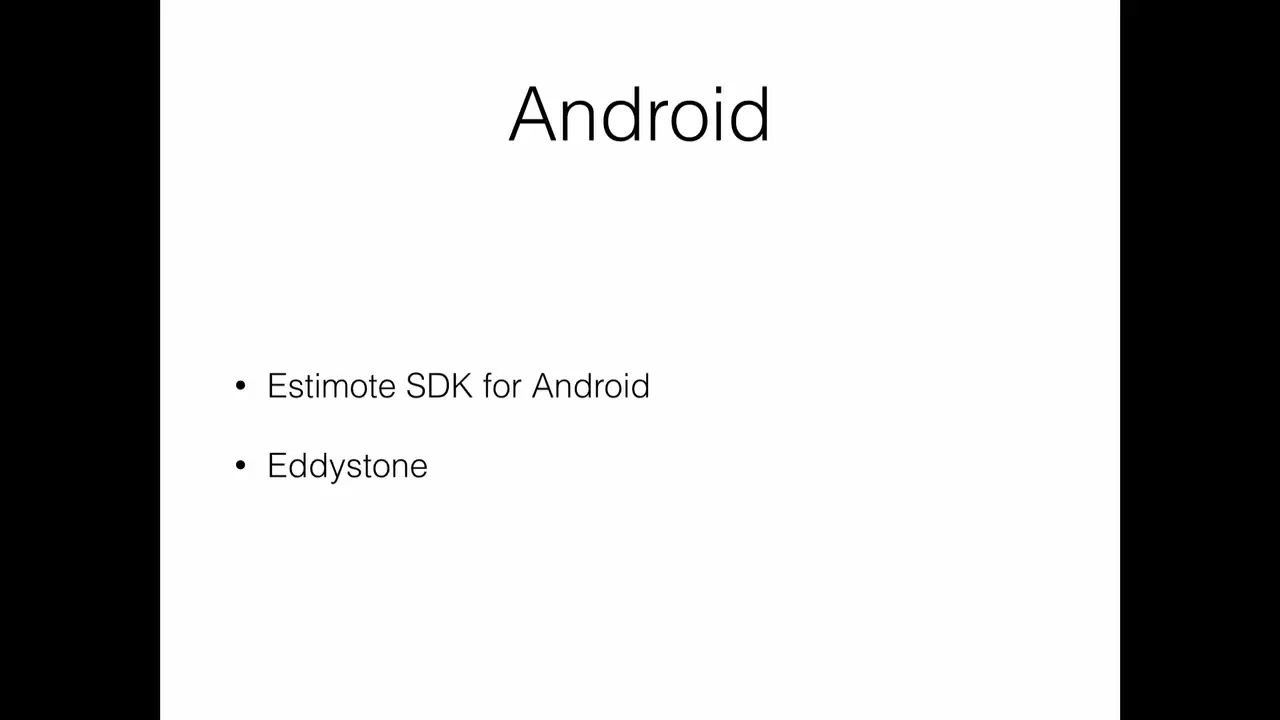 Android
• Estimote SDK for Android
• Eddystone